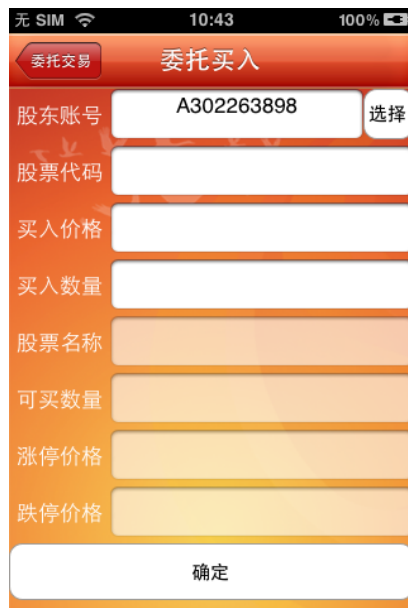 无 SIM 10:43 100%
委托交易 委托买入
股东账号 A302263898 选择
股票代码
买入价格
买入数量
股票名称
可买数量
涨停价格
跌停价格
确定